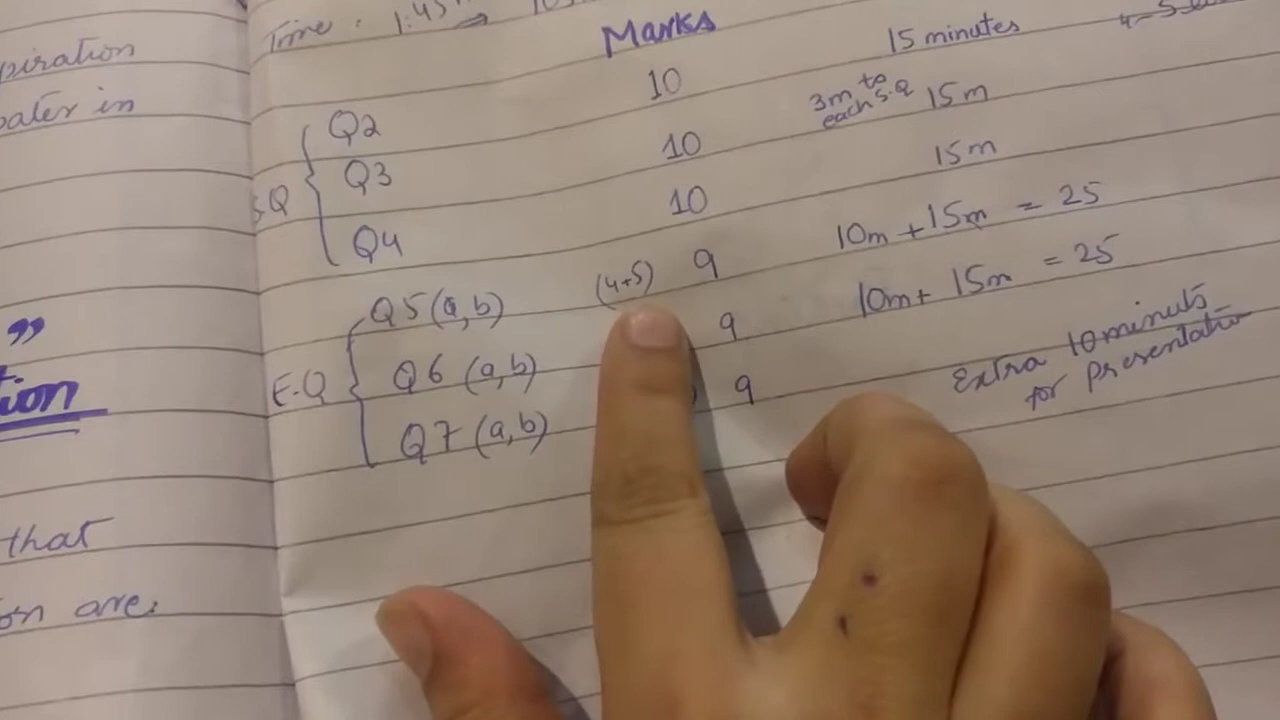 piration
water in
”
tion
that
on are.
Time : 1:45
Marks
15 minutes
Q2 10
3m to each S.Q 15m
S.Q Q3 10
15m
Q4 10
10m + 15m = 25
Q5 (a,b) (4+5) 9
10m + 15m = 25
E.Q Q6 (a,b) 9
Extra 10 minuts
for Presentation
Q7 (a,b) 9